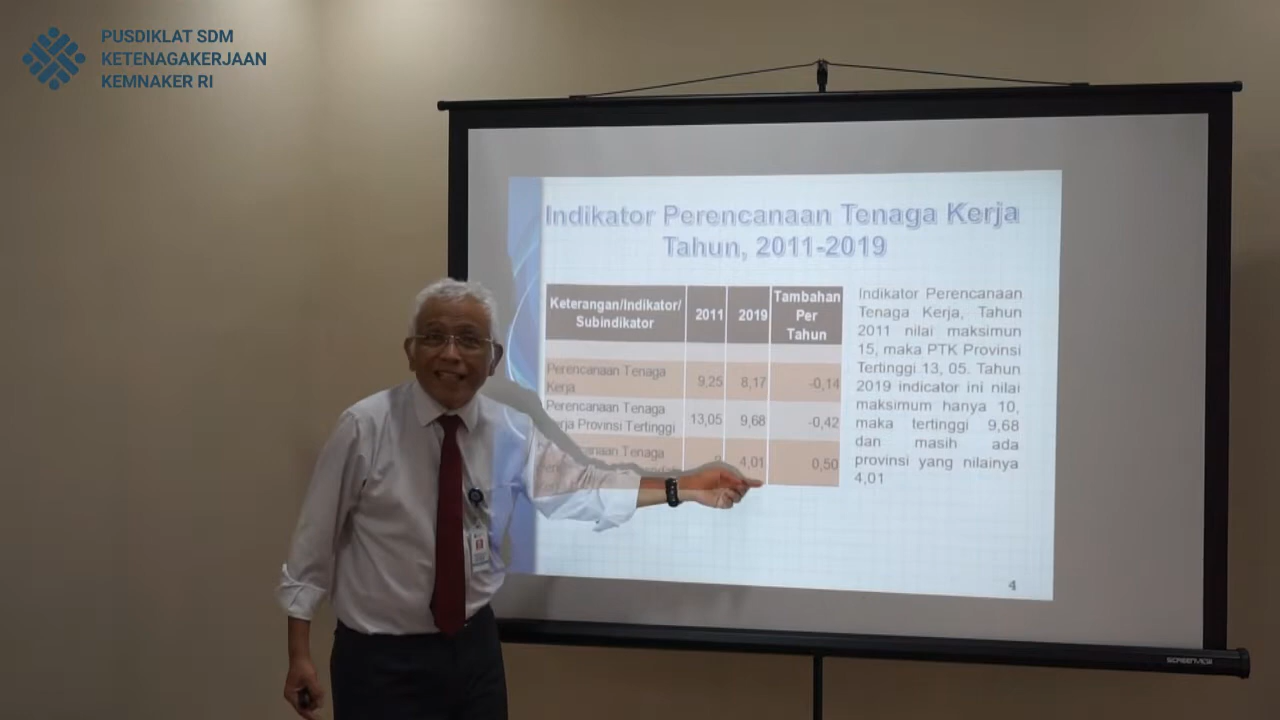 PUSDIKLAT SDM
KETENAGAKERJAAN
KEMNAKER RI
Indikator Perencanaan Tenaga Kerja
Tahun, 2011-2019
Keterangan/Indikator/
Subindikator
2011
2019
Tambahan
Per
Tahun
Perencanaan Tenaga
Kerja
9,25
8,17
-0,14
Perencanaan Tenaga
Kerja Provinsi Tertinggi
13,05
9,68
-0,42
Tenaga
4,01
0,50
Indikator Perencanaan
Tenaga Kerja, Tahun
2011 nilai maksimun
15, maka PTK Provinsi
Tertinggi 13, 05. Tahun
2019 indicator ini nilai
maksimum hanya 10,
maka tertinggi 9,68
dan masih ada
provinsi yang nilainya
4,01
4